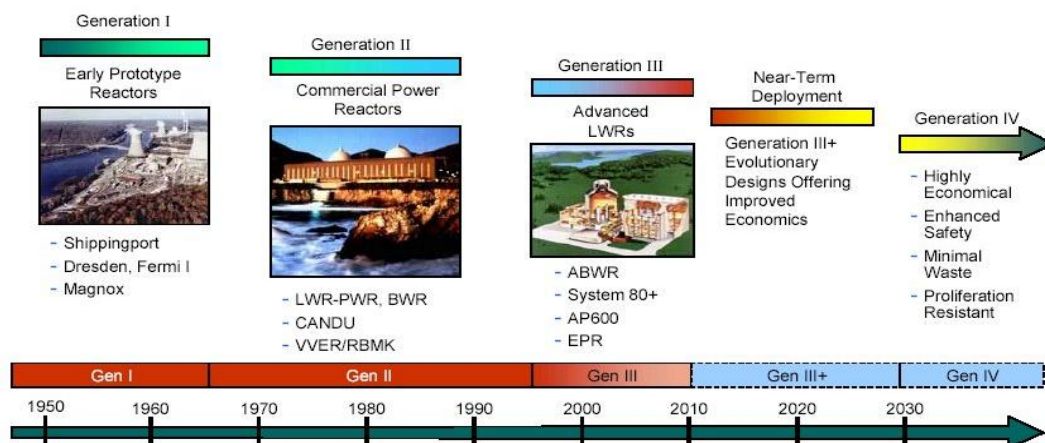 Generation I
Early Prototype
Reactors
- Shippingport
- Dresden, Fermi I
- Magnox
Generation II
Commercial Power
Reactors
- LWR-PWR, BWR
- CANDU
- VVER/RBMK
Generation III
Advanced
LWRs
- ABWR
- System 80+
- AP600
- EPR
Near-Term
Deployment
Generation III+
Evolutionary
Designs Offering
Improved
Economics
Generation IV
- Highly
Economical
- Enhanced
Safety
- Minimal
Waste
- Proliferation
Resistant
Gen I
Gen II
Gen III
Gen III+
Gen IV
1950
1960
1970
1980
1990
2000
2010
2020
2030